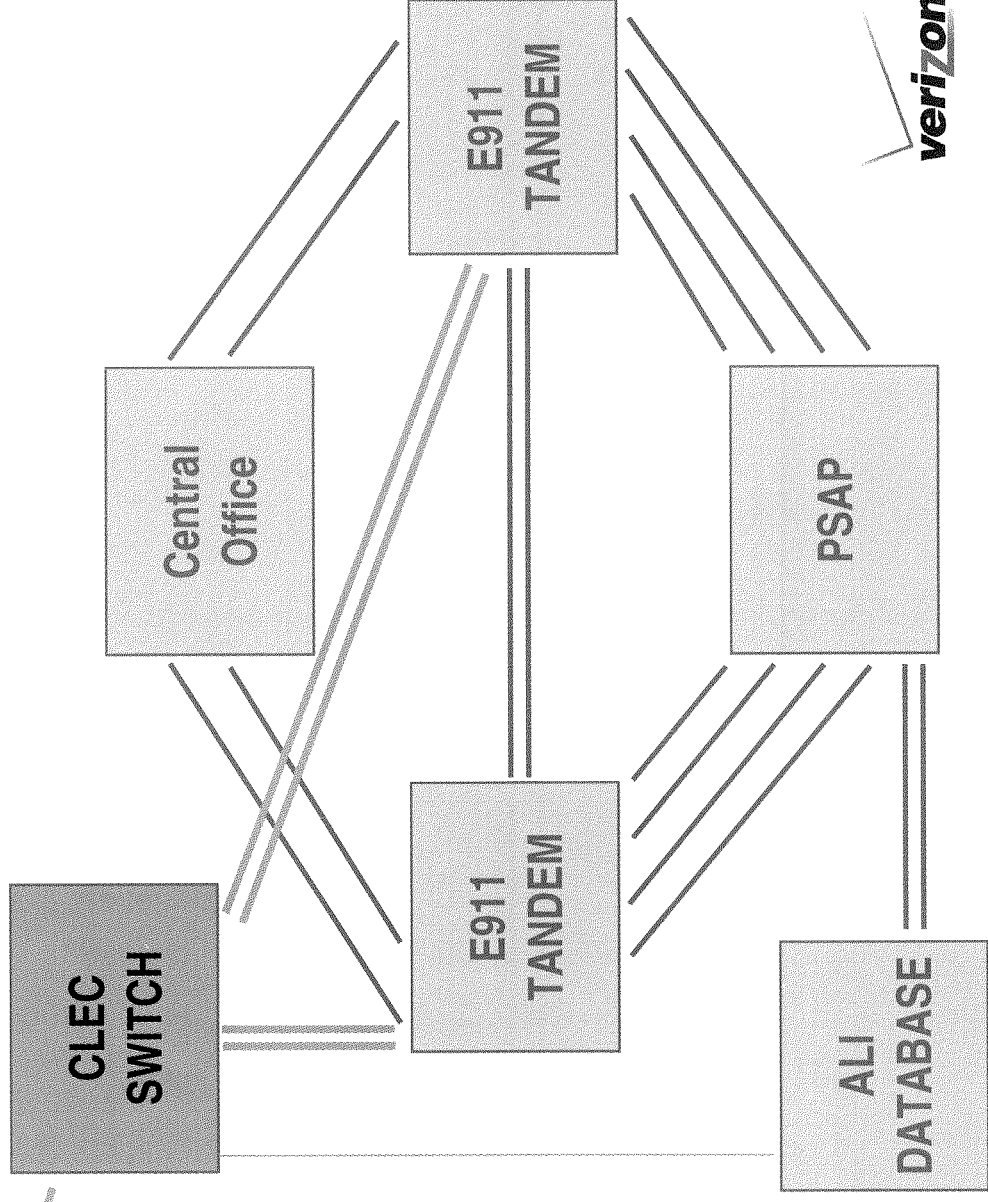 CLEC
SWITCH
Central
Office
E911
TANDEM
E911
TANDEM
ALI
DATABASE
PSAP
verizon